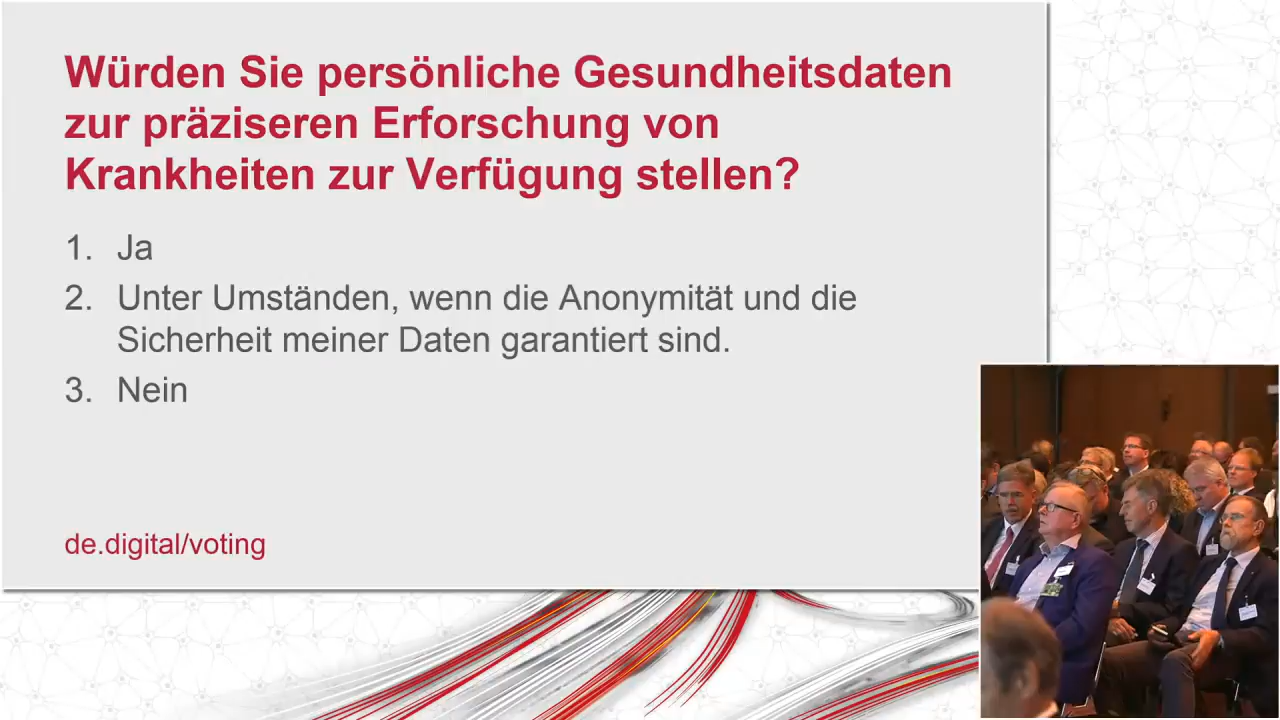 Würden Sie persönliche Gesundheitsdaten
zur präziseren Erforschung von
Krankheiten zur Verfügung stellen?
1. Ja
2. Unter Umständen, wenn die Anonymität und die
Sicherheit meiner Daten garantiert sind.
3. Nein
de.digital/voting